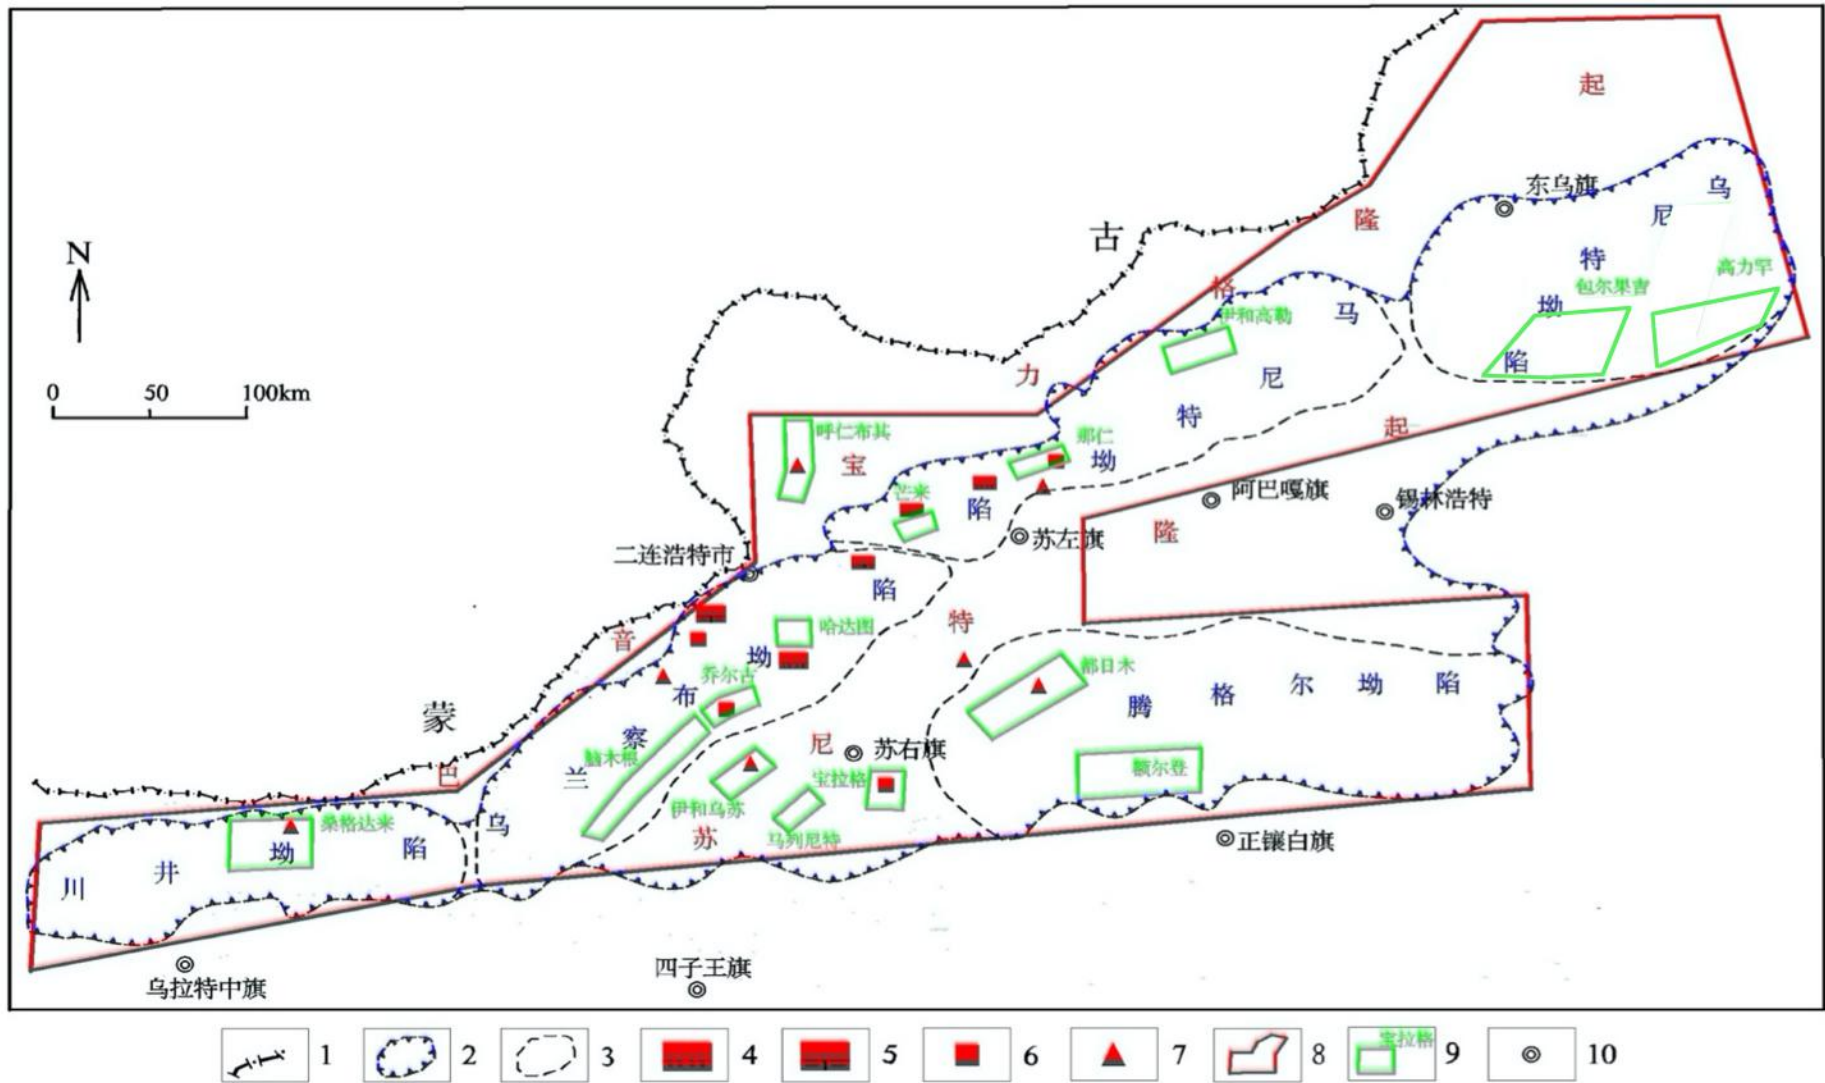 起
东乌旗
乌
尼
特
坳
陷
包尔果吉
高力罕
隆
古
格
伊和高勒
马
尼
特
坳
陷
N
0 50 100km
力
起
呼仁布其
宝
那仁
芒来
阿巴嘎旗
锡林浩特
隆
苏左旗
二连浩特市
陷
特
音
哈达图
坳
乔尔古
布
察
都日木
腾 格 尔 坳 陷
蒙
脑木根
兰
尼
苏右旗
宝拉格
额尔登
巴
伊和乌苏
乌
苏
马列尼特
正镶白旗
桑格达来
川 井 坳 陷
乌拉特中旗
四子王旗
1 2 3 4 5 6 7 8 宝拉格 9 10